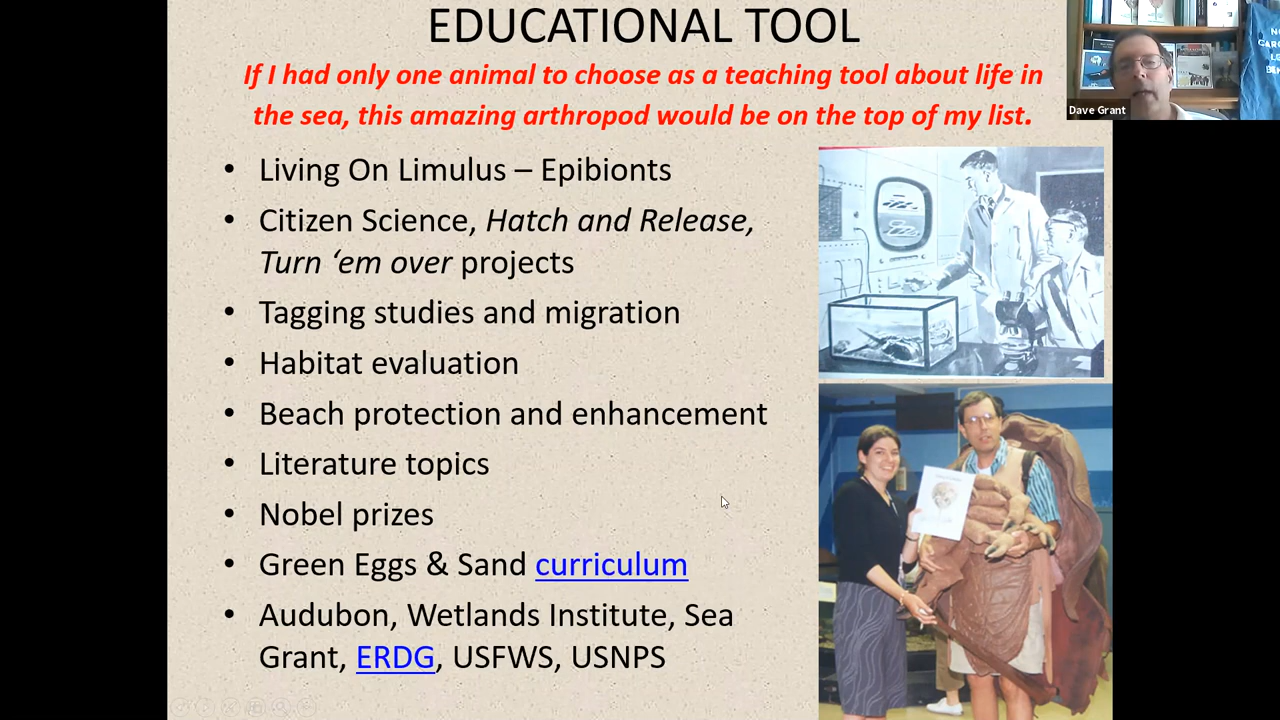 EDUCATIONAL TOOL
If I had only one animal to choose as a teaching tool about life in
the sea, this amazing arthropod would be on the top of my list.
Dave Grant
• Living On Limulus – Epibionts
• Citizen Science, Hatch and Release,
Turn ‘em over projects
• Tagging studies and migration
• Habitat evaluation
• Beach protection and enhancement
• Literature topics
• Nobel prizes
• Green Eggs & Sand curriculum
• Audubon, Wetlands Institute, Sea
Grant, ERDG, USFWS, USNPS